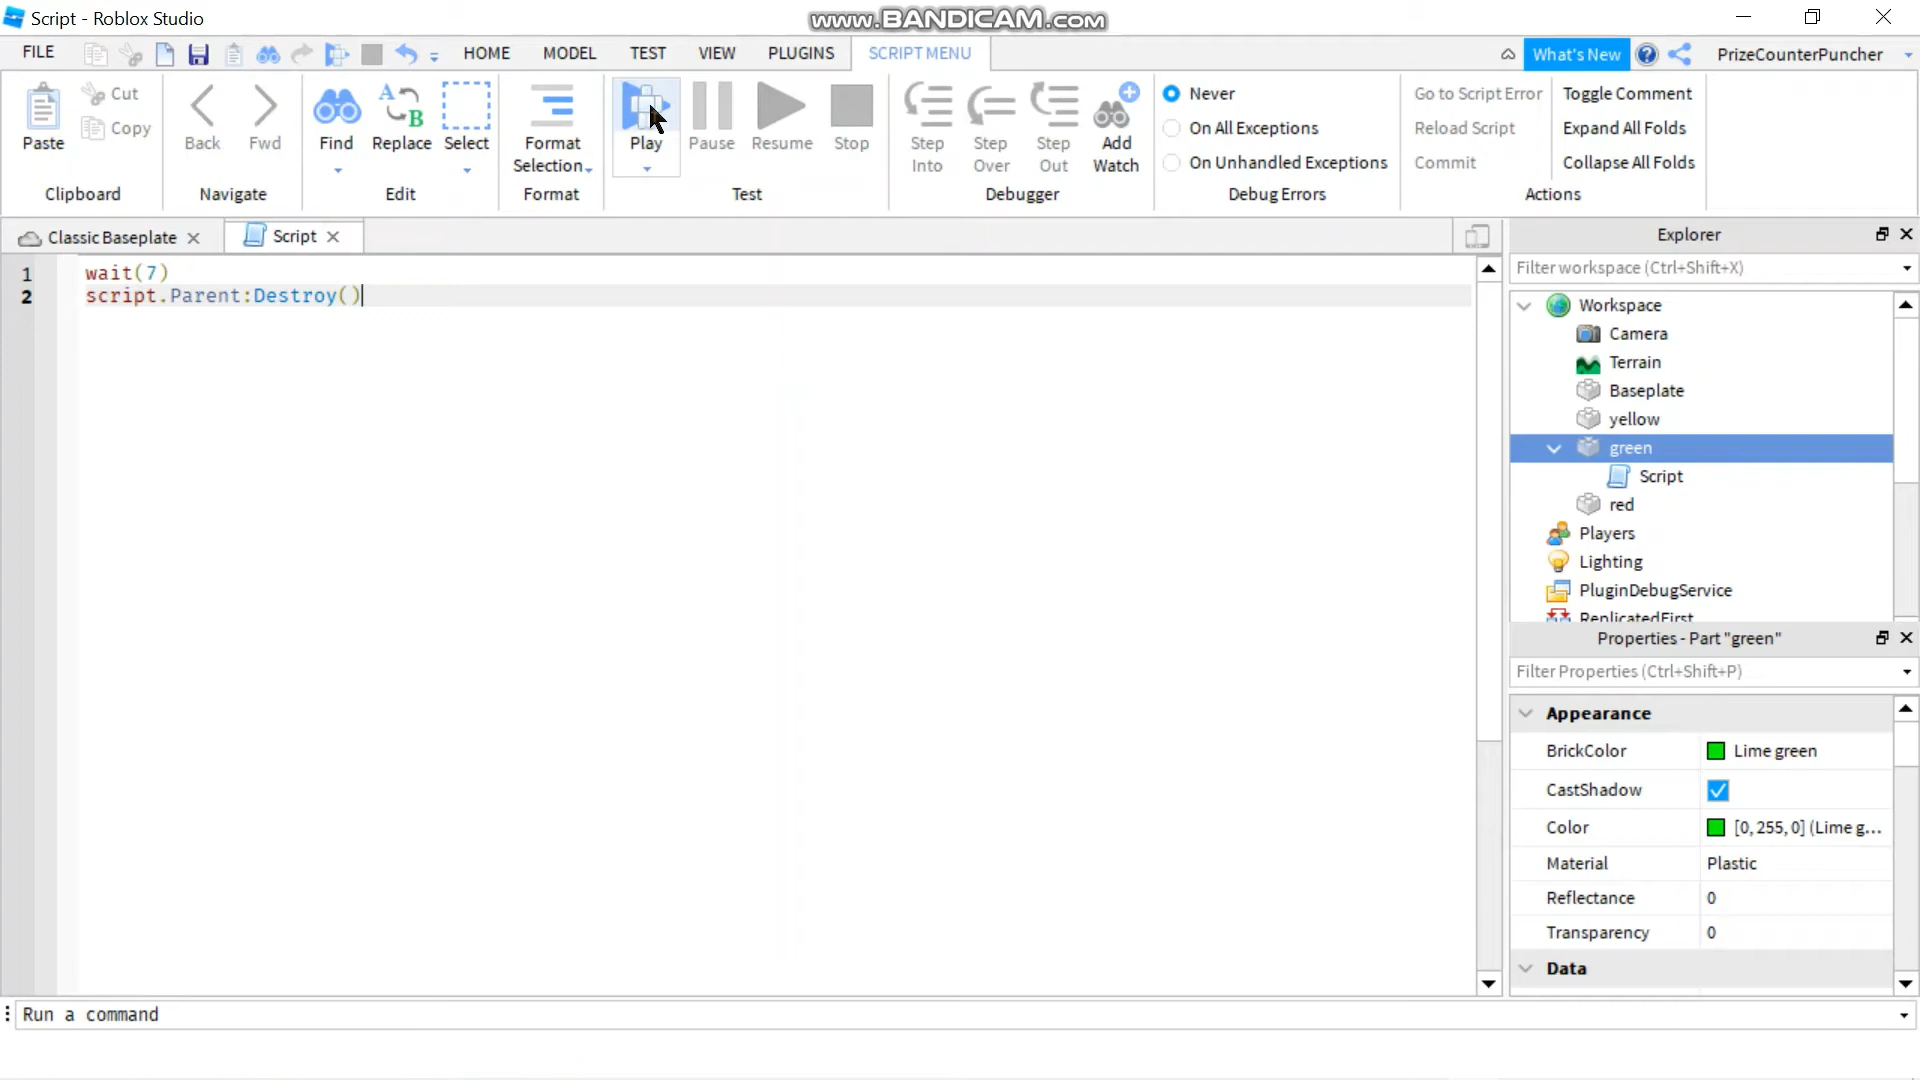 Script - Roblox Studio
www.BANDICAM.com
FILE
HOME
MODEL
TEST
VIEW
PLUGINS
SCRIPT MENU
What's New
PrizeCounterPuncher
Paste
Cut
Copy
Clipboard
Back
Fwd
Navigate
Find
Replace
Select
Edit
Format
Selection
Format
Play
Pause
Resume
Stop
Test
Step
Into
Step
Over
Step
Out
Add
Watch
Debugger
Never
On All Exceptions
On Unhandled Exceptions
Debug Errors
Go to Script Error
Reload Script
Commit
Toggle Comment
Expand All Folds
Collapse All Folds
Actions
Classic Baseplate
Script
1 wait(7)
2 script.Parent:Destroy()
Explorer
Filter workspace (Ctrl+Shift+X)
Workspace
Camera
Terrain
Baseplate
yellow
green
Script
red
Players
Lighting
PluginDebugService
ReplicatedFirst
Properties - Part "green"
Filter Properties (Ctrl+Shift+P)
Appearance
BrickColor Lime green
CastShadow
Color [0, 255, 0] (Lime g...
Material Plastic
Reflectance 0
Transparency 0
Data
Run a command